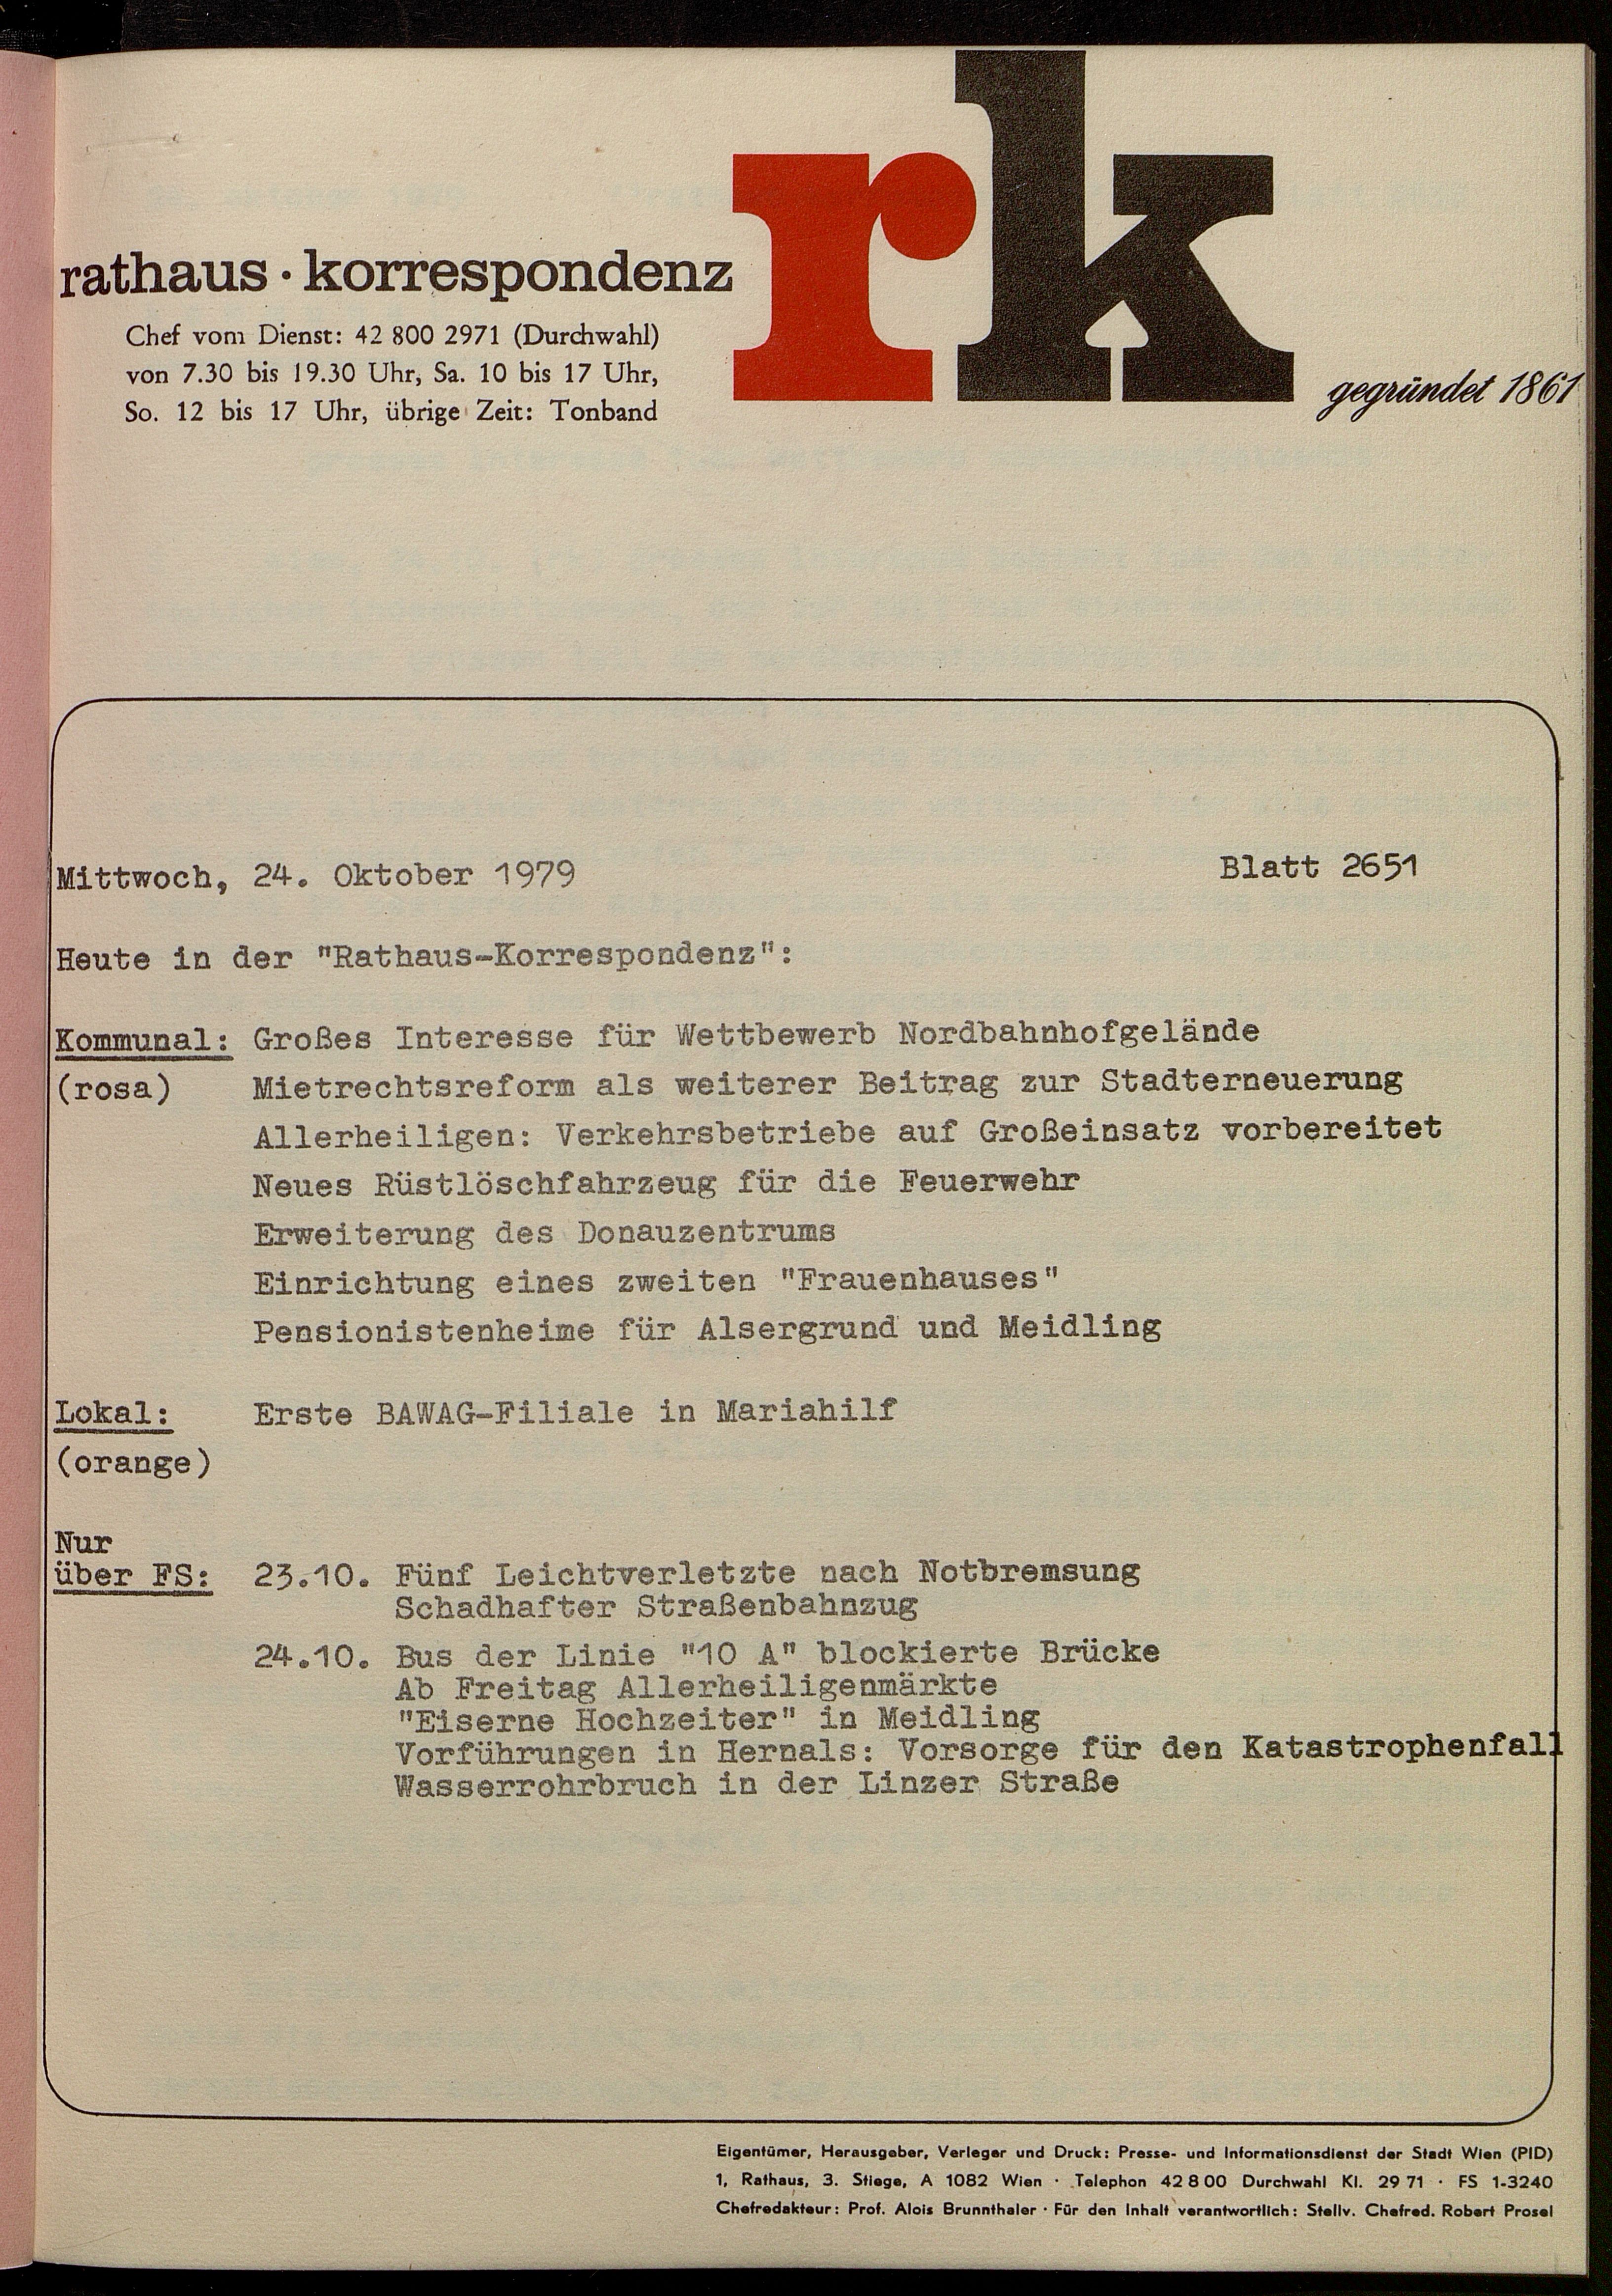 rk
rathaus · korrespondenz
Chef vom Dienst: 42 800 2971 (Durchwahl)
von 7.30 bis 19.30 Uhr, Sa. 10 bis 17 Uhr,
So. 12 bis 17 Uhr, übrige Zeit: Tonband
gegründet 1861
Mittwoch, 24. Oktober 1979 Blatt 2651
Heute in der "Rathaus-Korrespondenz":
Kommunal: Großes Interesse für Wettbewerb Nordbahnhofgelände
(rosa) Mietrechtsreform als weiterer Beitrag zur Stadterneuerung
Allerheiligen: Verkehrsbetriebe auf Großeinsatz vorbereitet
Neues Rüstlöschfahrzeug für die Feuerwehr
Erweiterung des Donauzentrums
Einrichtung eines zweiten "Frauenhauses"
Pensionistenheime für Alsergrund und Meidling
Lokal: Erste BAWAG-Filiale in Mariahilf
(orange)
Nur
über FS: 23.10. Fünf Leichtverletzte nach Notbremsung
Schadhafter Straßenbahnzug
24.10. Bus der Linie "10 A" blockierte Brücke
Ab Freitag Allerheiligenmärkte
"Eiserne Hochzeiter" in Meidling
Vorführungen in Hernals: Vorsorge für den Katastrophenfall
Wasserrohrbruch in der Linzer Straße
Eigentümer, Herausgeber, Verleger und Druck: Presse- und Informationsdienst der Stadt Wien (PID)
1, Rathaus, 3. Stiege, A 1082 Wien · Telephon 42 8 00 Durchwahl Kl. 29 71 · FS 1-3240
Chefredakteur: Prof. Alois Brunnthaler · Für den Inhalt verantwortlich: Stellv. Chefred. Robert Prosel